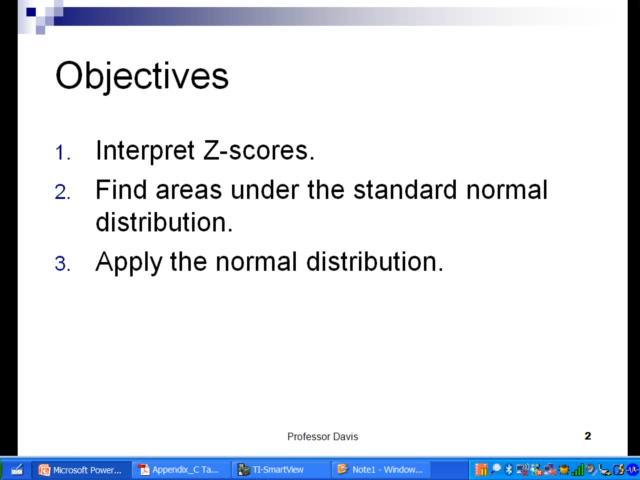 Objectives
1. Interpret Z-scores.
2. Find areas under the standard normal
distribution.
3. Apply the normal distribution.
Professor Davis
2
Microsoft Power... Appendix_C Ta... TI-SmartView Note1 - Window...